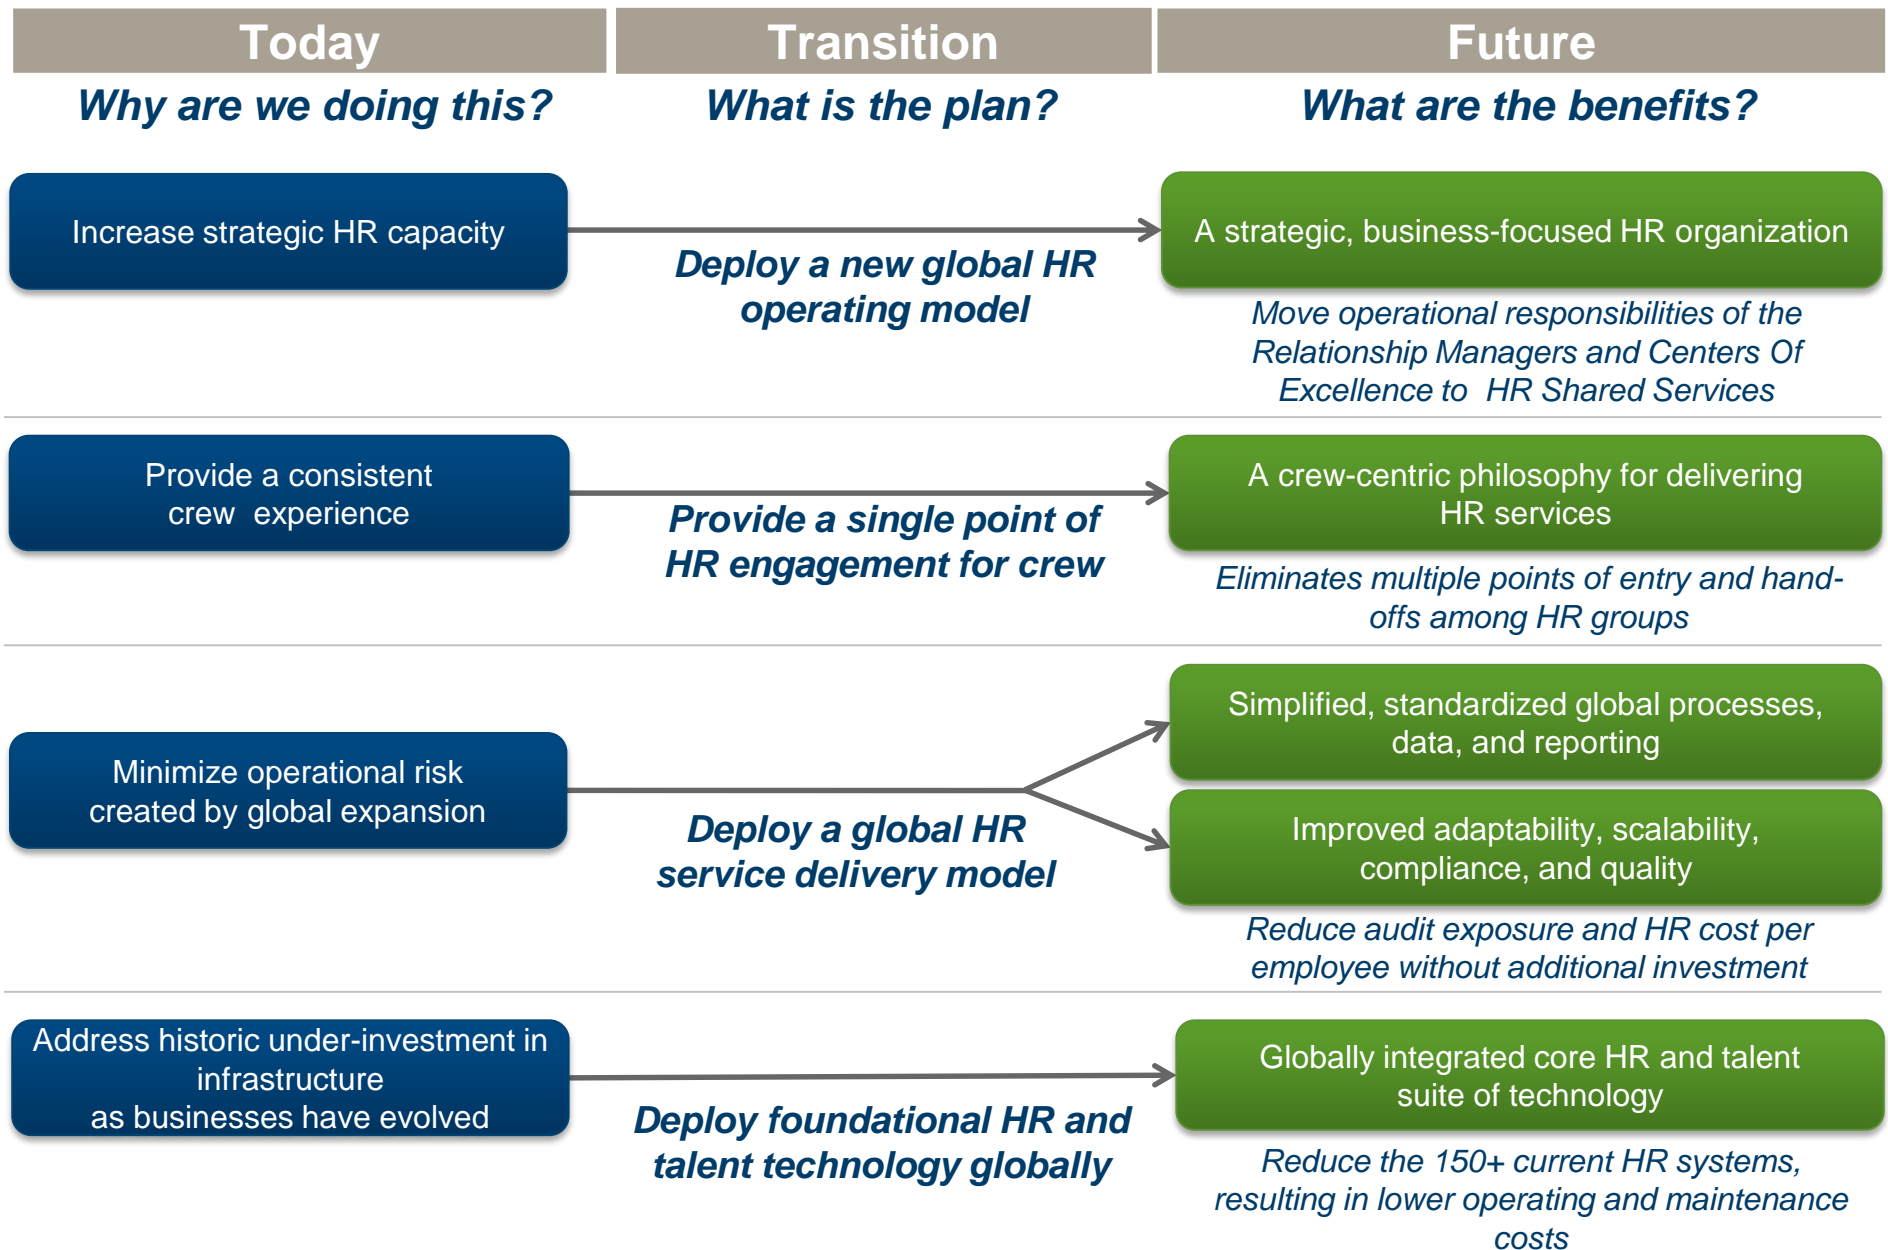 Today
Transition
Future
Why are we doing this?
What is the plan?
What are the benefits?
Increase strategic HR capacity
Deploy a new global HR
operating model
A strategic, business-focused HR organization
Move operational responsibilities of the
Relationship Managers and Centers Of
Excellence to  HR Shared Services
Provide a consistent
crew  experience
Provide a single point of
HR engagement for crew
A crew-centric philosophy for delivering
HR services
Eliminates multiple points of entry and hand-
offs among HR groups
Minimize operational risk
created by global expansion
Deploy a global HR
service delivery model
Simplified, standardized global processes,
data, and reporting
Improved adaptability, scalability,
compliance, and quality
Reduce audit exposure and HR cost per
employee without additional investment
Address historic under-investment in
infrastructure
as businesses have evolved
Deploy foundational HR and
talent technology globally
Globally integrated core HR and talent
suite of technology
Reduce the 150+ current HR systems,
resulting in lower operating and maintenance
costs